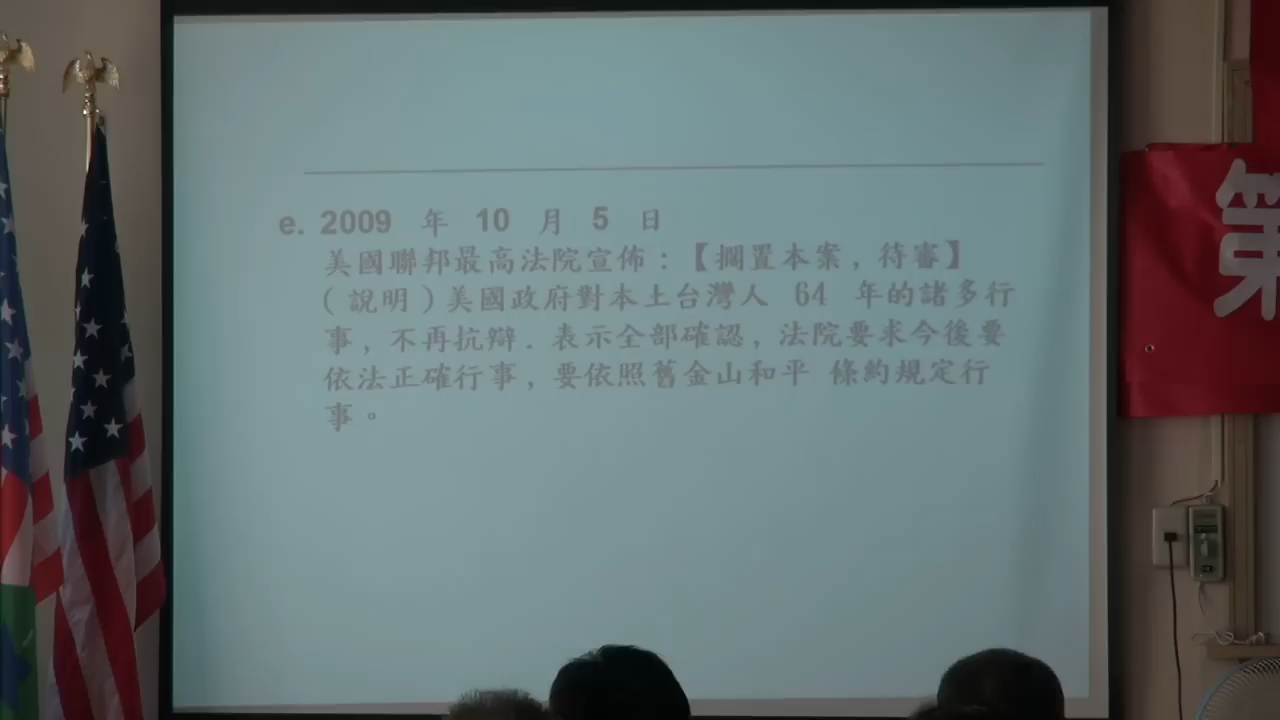 e. 2009 年 10 月 5 日
美國聯邦最高法院宣佈：【擱置本案，待審】
（說明）美國政府對本土台灣人 64 年的諸多行
事，不再抗辯．表示全部確認，法院要求今後要
依法正確行事，要依照舊金山和平 條約規定行
事。
第